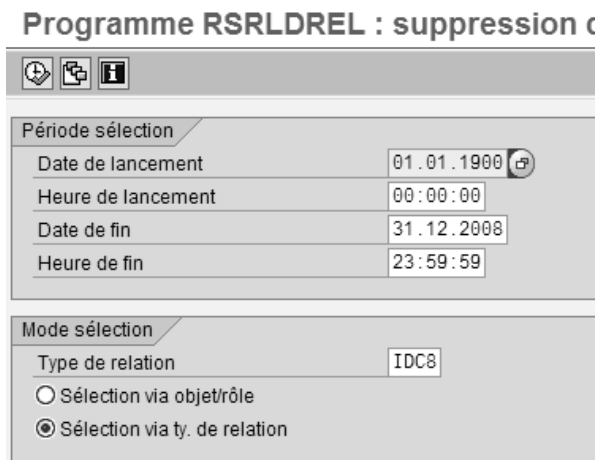 Programme RSRLDREL : suppression
Période sélection
Date de lancement 01.01.1900
Heure de lancement 00:00:00
Date de fin 31.12.2008
Heure de fin 23:59:59
Mode sélection
Type de relation IDC8
Sélection via objet/rôle
Sélection via ty. de relation